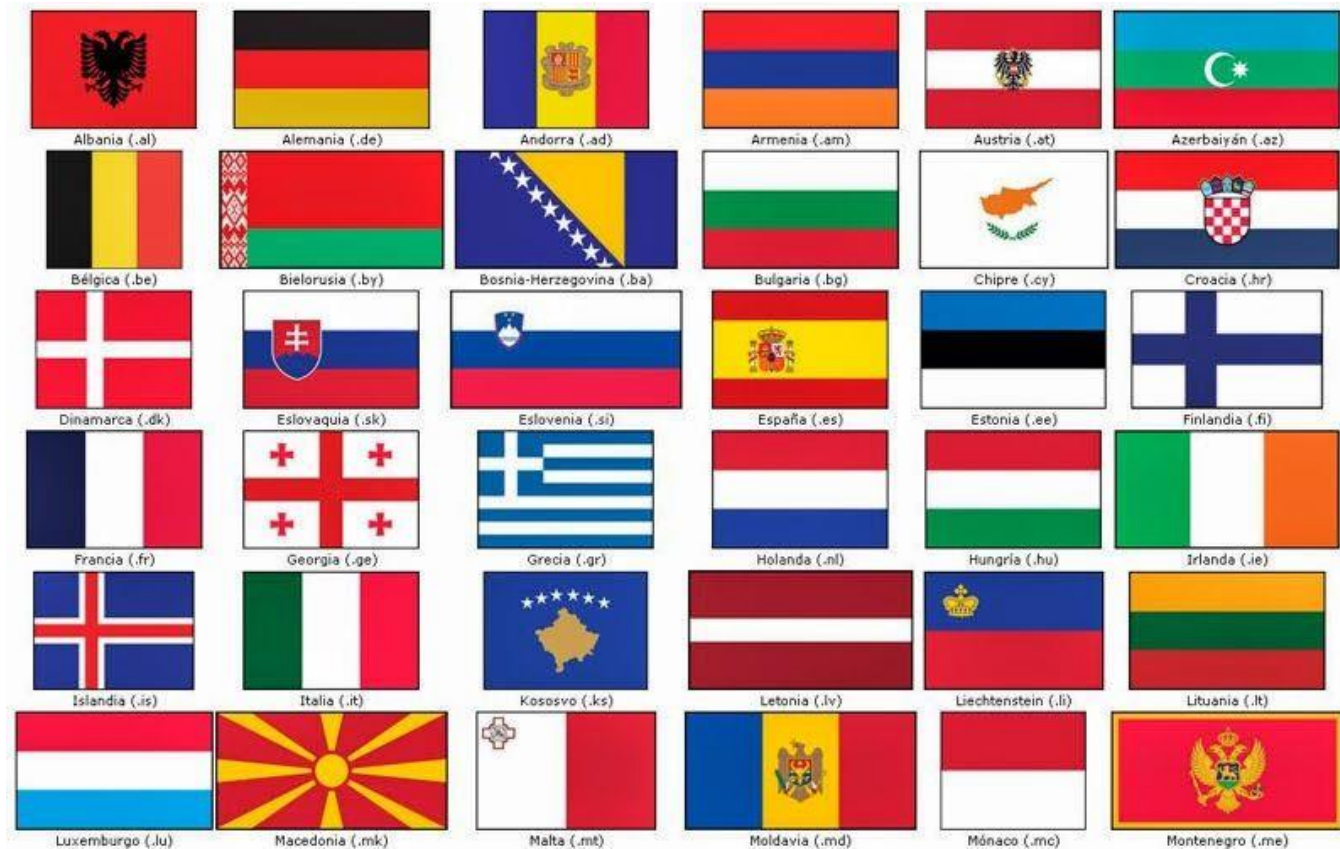 Albania (.al)
Alemania (.de)
Andorra (.ad)
Armenia (.am)
Austria (.at)
Azerbaiyán (.az)
Bélgica (.be)
Bielorusia (.by)
Bosnia-Herzegovina (.ba)
Bulgaria (.bg)
Chipre (.cy)
Croacia (.hr)
Dinamarca (.dk)
Eslovaquia (.sk)
Eslovenia (.si)
España (.es)
Estonia (.ee)
Finlandia (.fi)
Francia (.fr)
Georgia (.ge)
Grecia (.gr)
Holanda (.nl)
Hungría (.hu)
Irlanda (.ie)
Islandia (.is)
Italia (.it)
Kososvo (.ks)
Letonia (.lv)
Liechtenstein (.li)
Lituania (.lt)
Luxemburgo (.lu)
Macedonia (.mk)
Malta (.mt)
Moldavia (.md)
Mónaco (.mc)
Montenegro (.me)